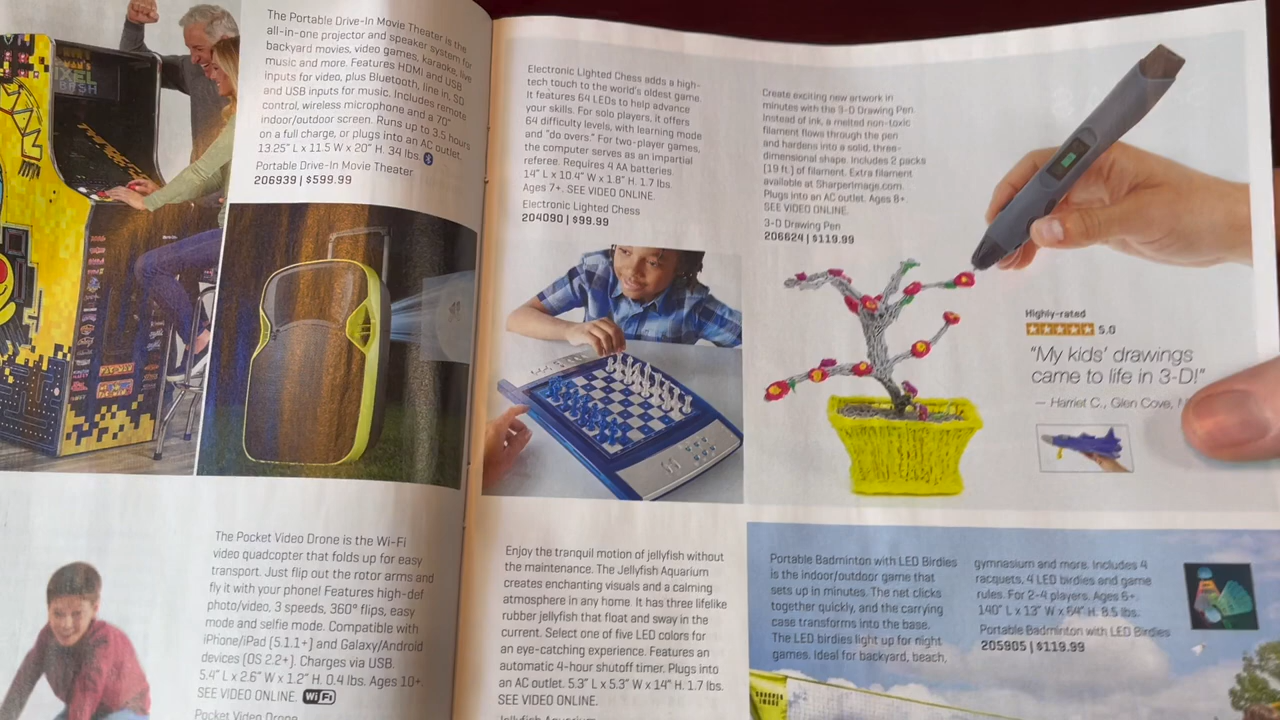 The Portable Drive-In Movie Theater is the
all-in-one projector and speaker system for
backyard movies, video games, karaoke, live
music and more. Features HDMI and USB
inputs for video, plus Bluetooth, line in, SD
and USB inputs for music. Includes remote
control, wireless microphone and a 70"
indoor/outdoor screen. Runs up to 3.5 hours
on a full charge, or plugs into an AC outlet.
13.25" L x 11.5 W x 20" H. 34 lbs.
Portable Drive-In Movie Theater
206939 | $599.99
The Pocket Video Drone is the Wi-Fi
video quadcopter that folds up for easy
transport. Just flip out the rotor arms and
fly it with your phone! Features high-def
photo/video, 3 speeds, 360° flips, easy
mode and selfie mode. Compatible with
iPhone/iPad (5.1.1+) and Galaxy/Android
devices (OS 2.2+). Charges via USB.
5.4" L x 2.6" W x 1.2" H. 0.4 lbs. Ages 10+.
SEE VIDEO ONLINE. WiFi
Pocket Video Drone
Electronic Lighted Chess adds a high-
tech touch to the world's oldest game.
It features 64 LEDs to help advance
your skills. For solo players, it offers
64 difficulty levels, with learning mode
and "do overs." For two-player games,
the computer serves as an impartial
referee. Requires 4 AA batteries.
14" L x 10.4" W x 1.8" H. 1.7 lbs.
Ages 7+. SEE VIDEO ONLINE.
Electronic Lighted Chess
204090 | $99.99
Create exciting new artwork in
minutes with the 3-D Drawing Pen.
Instead of ink, a melted non-toxic
filament flows through the pen
and hardens into a solid, three-
dimensional shape. Includes 2 packs
(19 ft.) of filament. Extra filament
available at SharperImage.com.
Plugs into an AC outlet. Ages 8+.
SEE VIDEO ONLINE.
3-D Drawing Pen
206624 | $119.99
Highly-rated
5.0
"My kids' drawings
came to life in 3-D!"
— Harriet C., Glen Cove,
Enjoy the tranquil motion of jellyfish without
the maintenance. The Jellyfish Aquarium
creates enchanting visuals and a calming
atmosphere in any home. It has three lifelike
rubber jellyfish that float and sway in the
current. Select one of five LED colors for
an eye-catching experience. Features an
automatic 4-hour shutoff timer. Plugs into
an AC outlet. 5.3" L x 5.3" W x 14" H. 1.7 lbs.
SEE VIDEO ONLINE.
Jellyfish Aquarium
Portable Badminton with LED Birdies
is the indoor/outdoor game that
sets up in minutes. The net clicks
together quickly, and the carrying
case transforms into the base.
The LED birdies light up for night
games. Ideal for backyard, beach,
gymnasium and more. Includes 4
racquets, 4 LED birdies and game
rules. For 2-4 players. Ages 6+.
140" L x 13" W x 64" H. 8.5 lbs.
Portable Badminton with LED Birdies
205905 | $119.99
SHARPER
IMAGE